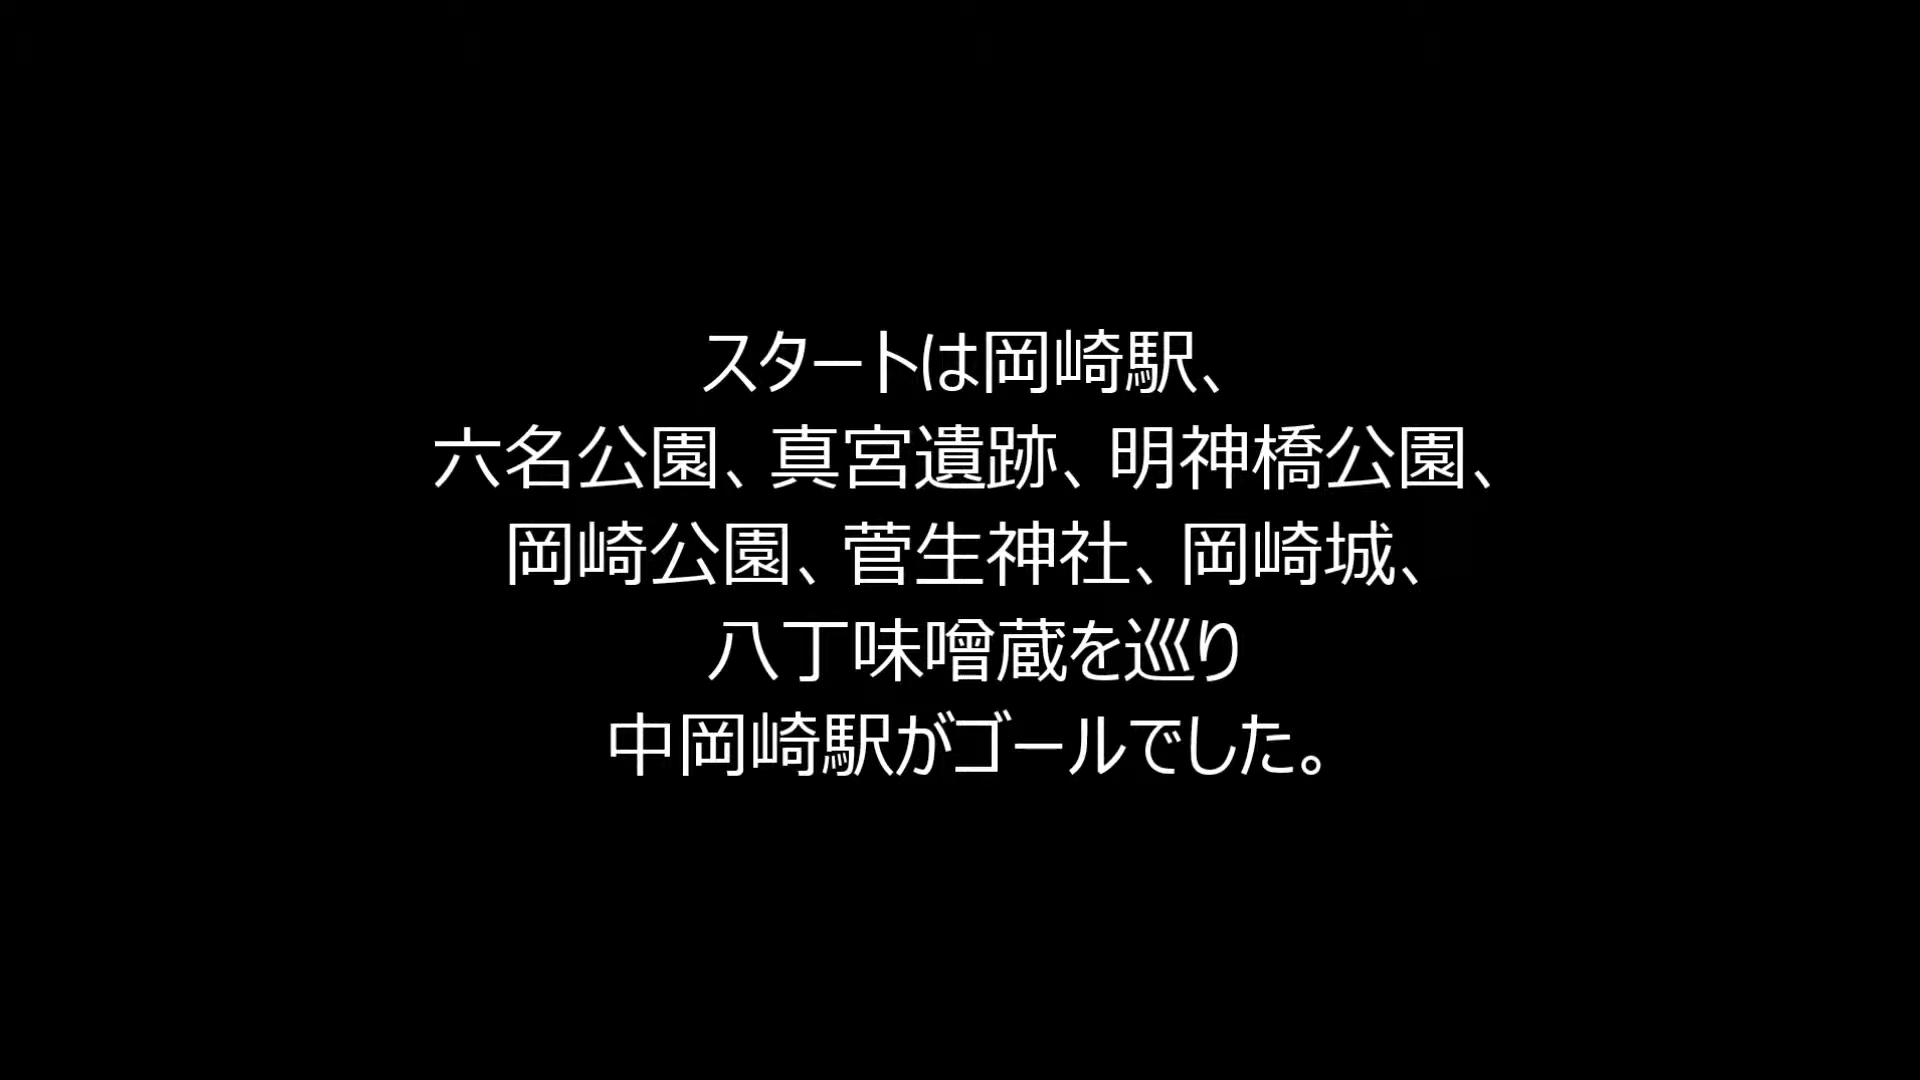 スタートは岡崎駅、
六名公園、真宮遺跡、明神橋公園、
岡崎公園、菅生神社、岡崎城、
八丁味噌蔵を巡り
中岡崎駅がゴールでした。